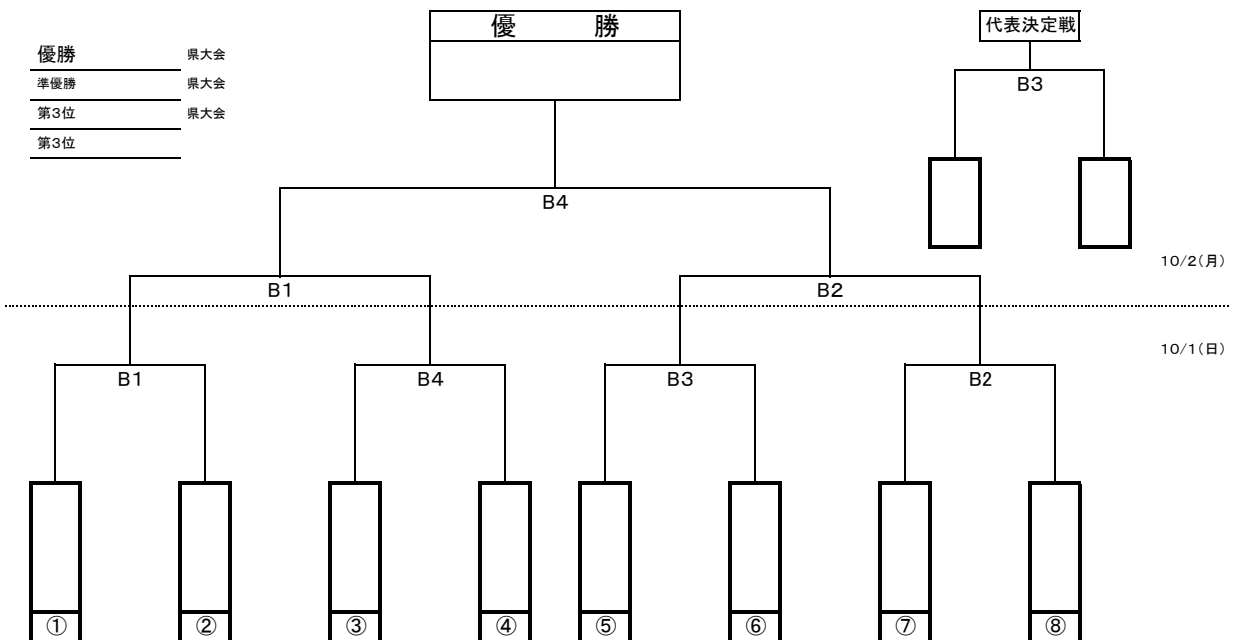 優　勝
代表決定戦
優勝 県大会
準優勝 県大会
第3位 県大会
第3位
B3
B4
10/2(月)
B1 B2
10/1(日)
B1 B4 B3 B2
① ② ③ ④ ⑤ ⑥ ⑦ ⑧